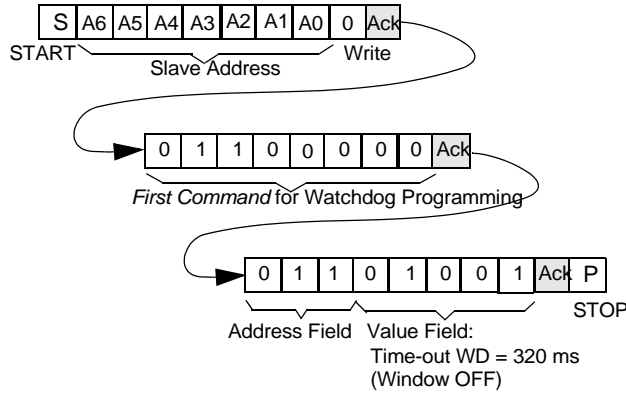 S A6 A5 A4 A3 A2 A1 A0 0 Ack
START Slave Address Write
0 1 1 0 0 0 0 0 Ack
First Command for Watchdog Programming
0 1 1 0 1 0 0 1 Ack P
STOP
Address Field Value Field:
Time-out WD = 320 ms
(Window OFF)